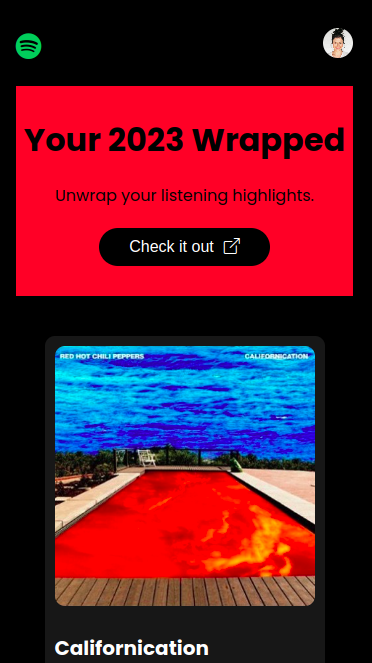 Your 2023 Wrapped
Unwrap your listening highlights.
Check it out
RED HOT CHILI PEPPERS CALIFORNICATION
Californication